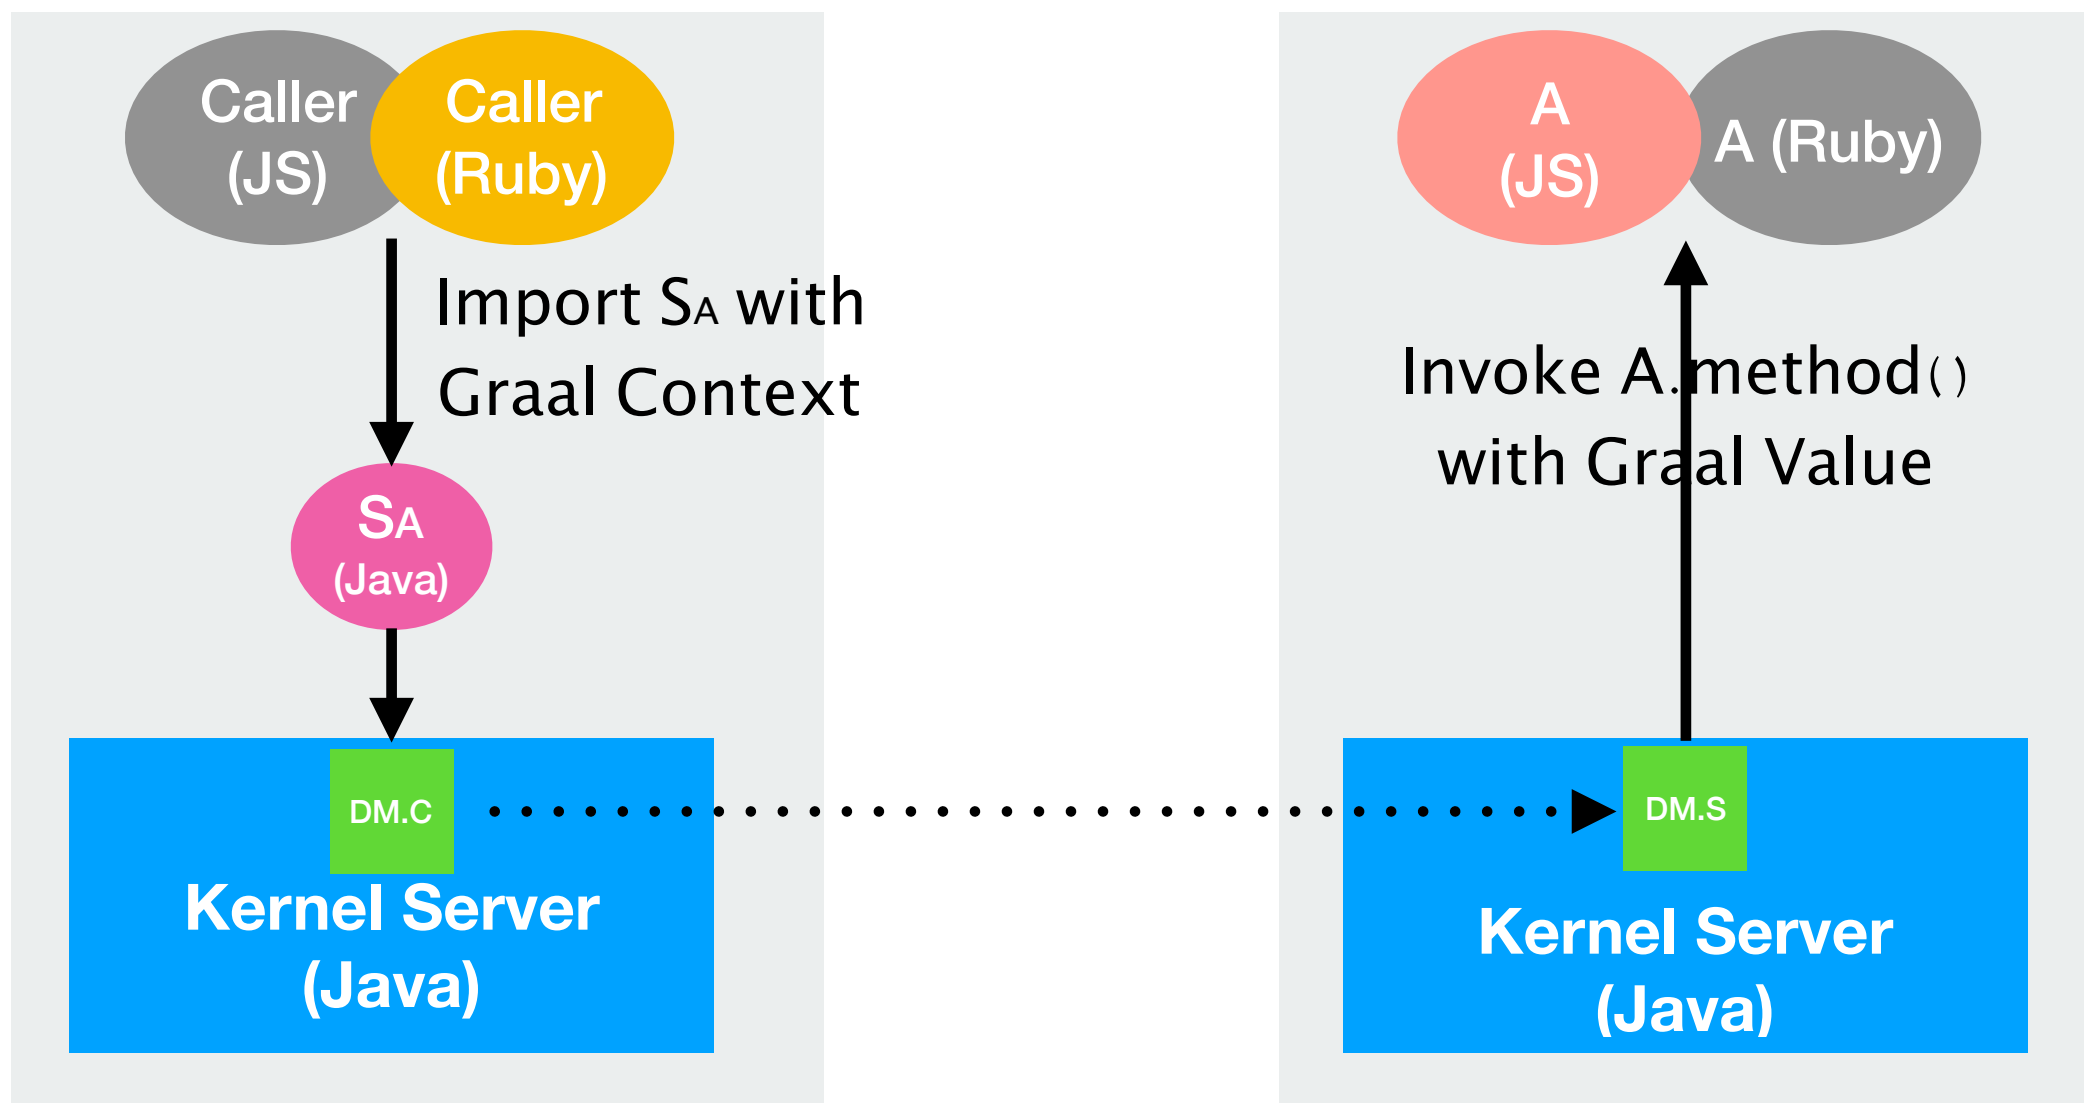 Caller
(JS)
Caller
(Ruby)
Import SA with
Graal Context
SA
(Java)
DM.C
Kernel Server
(Java)
A
(JS)
A (Ruby)
Invoke A.method()
with Graal Value
DM.S
Kernel Server
(Java)